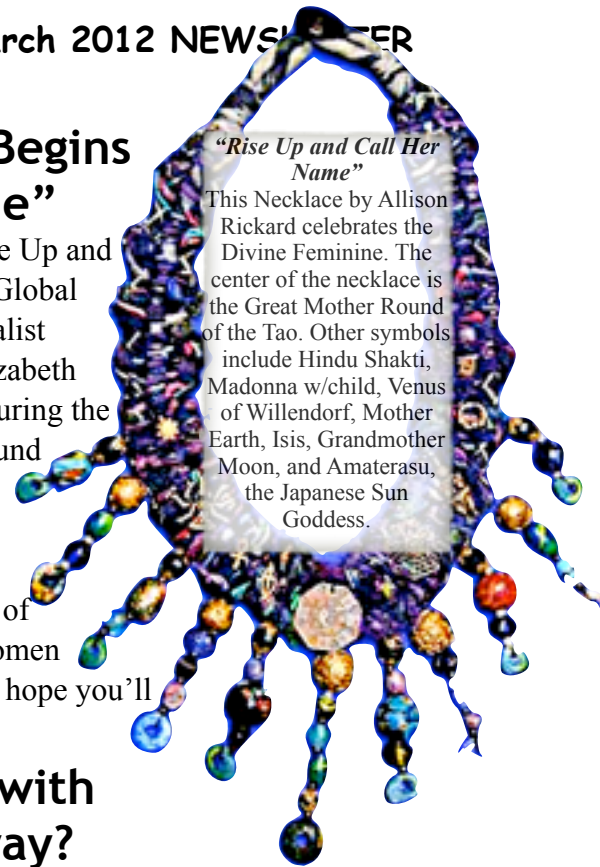 rch 2012 NEWS ER
Begins
e”
e Up and
Global
alist
zabeth
uring the
und
of
omen
hope you’ll
with
ay?
“Rise Up and Call Her
Name”
This Necklace by Allison
Rickard celebrates the
Divine Feminine. The
center of the necklace is
the Great Mother Round
of the Tao. Other symbols
include Hindu Shakti,
Madonna w/child, Venus
of Willendorf, Mother
Earth, Isis, Grandmother
Moon, and Amaterasu,
the Japanese Sun
Goddess.